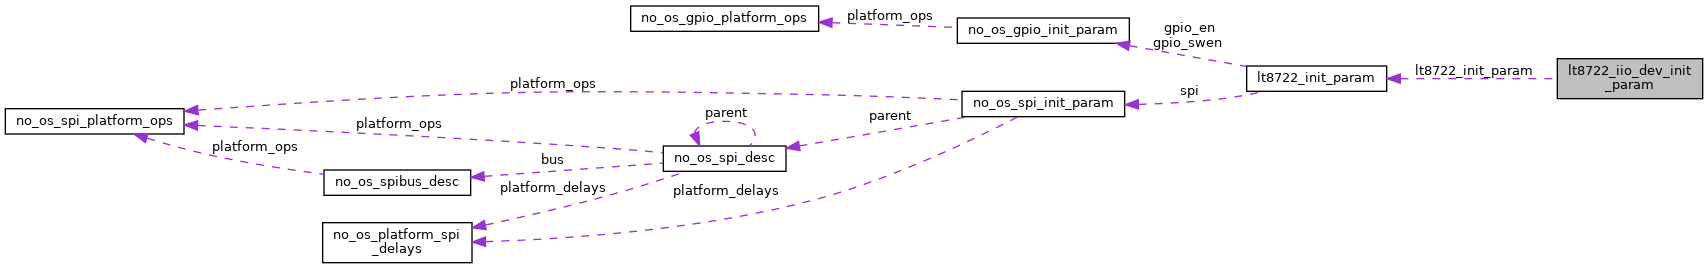 no_os_gpio_platform_ops
platform_ops
no_os_gpio_init_param
gpio_en
gpio_swen
lt8722_init_param
lt8722_init_param
lt8722_iio_dev_init
_param
platform_ops
no_os_spi_init_param
spi
no_os_spi_platform_ops
platform_ops
parent
parent
platform_ops
no_os_spi_desc
bus
no_os_spibus_desc
platform_delays
platform_delays
no_os_platform_spi
_delays